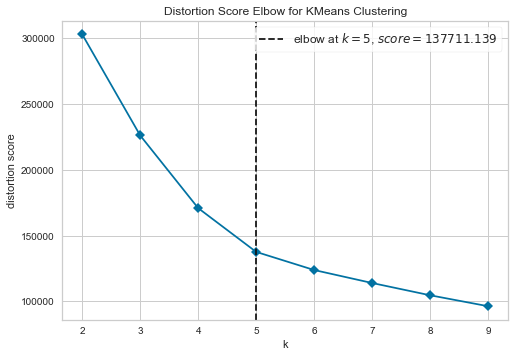 Distortion Score Elbow for KMeans Clustering
elbow at k = 5, score = 137711.139
distortion score
300000
250000
200000
150000
100000
2 3 4 5 6 7 8 9
k